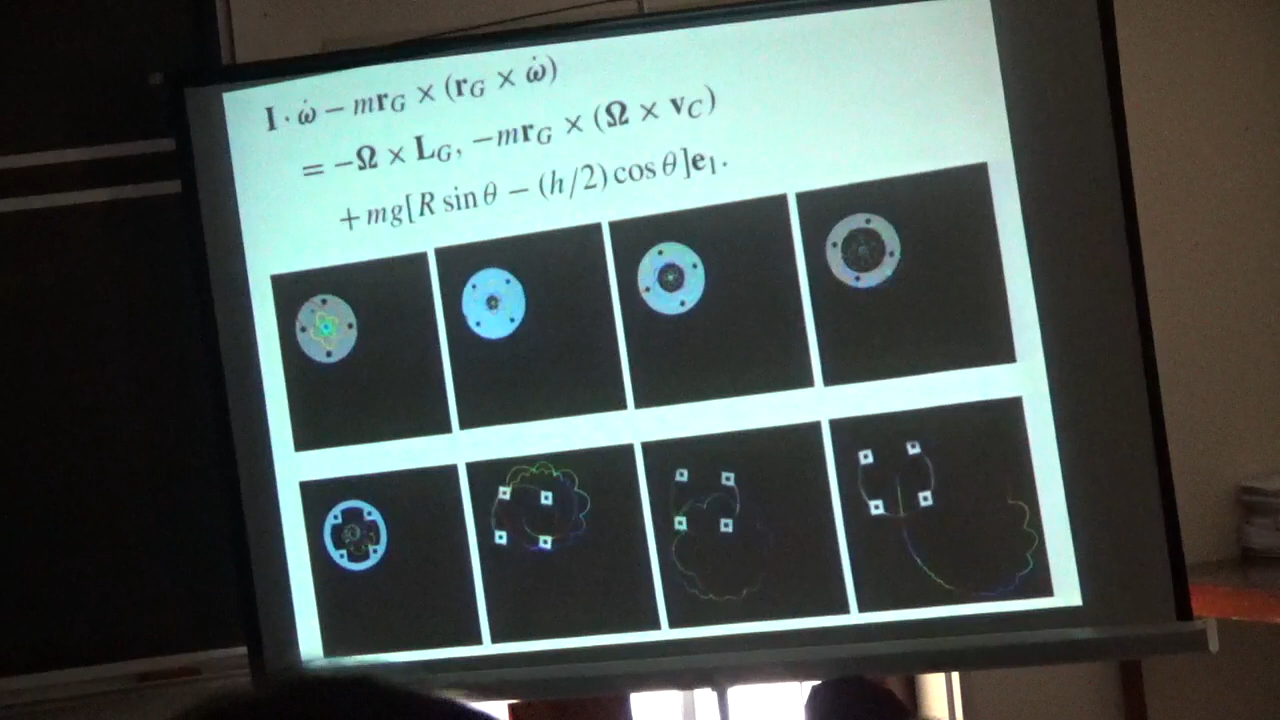 I · ω̇ − mr_G × (r_G × ω̇)
= −Ω × L_G, −mr_G × (Ω × v_C)
+mg[R sin θ − (h/2) cos θ]e₁.